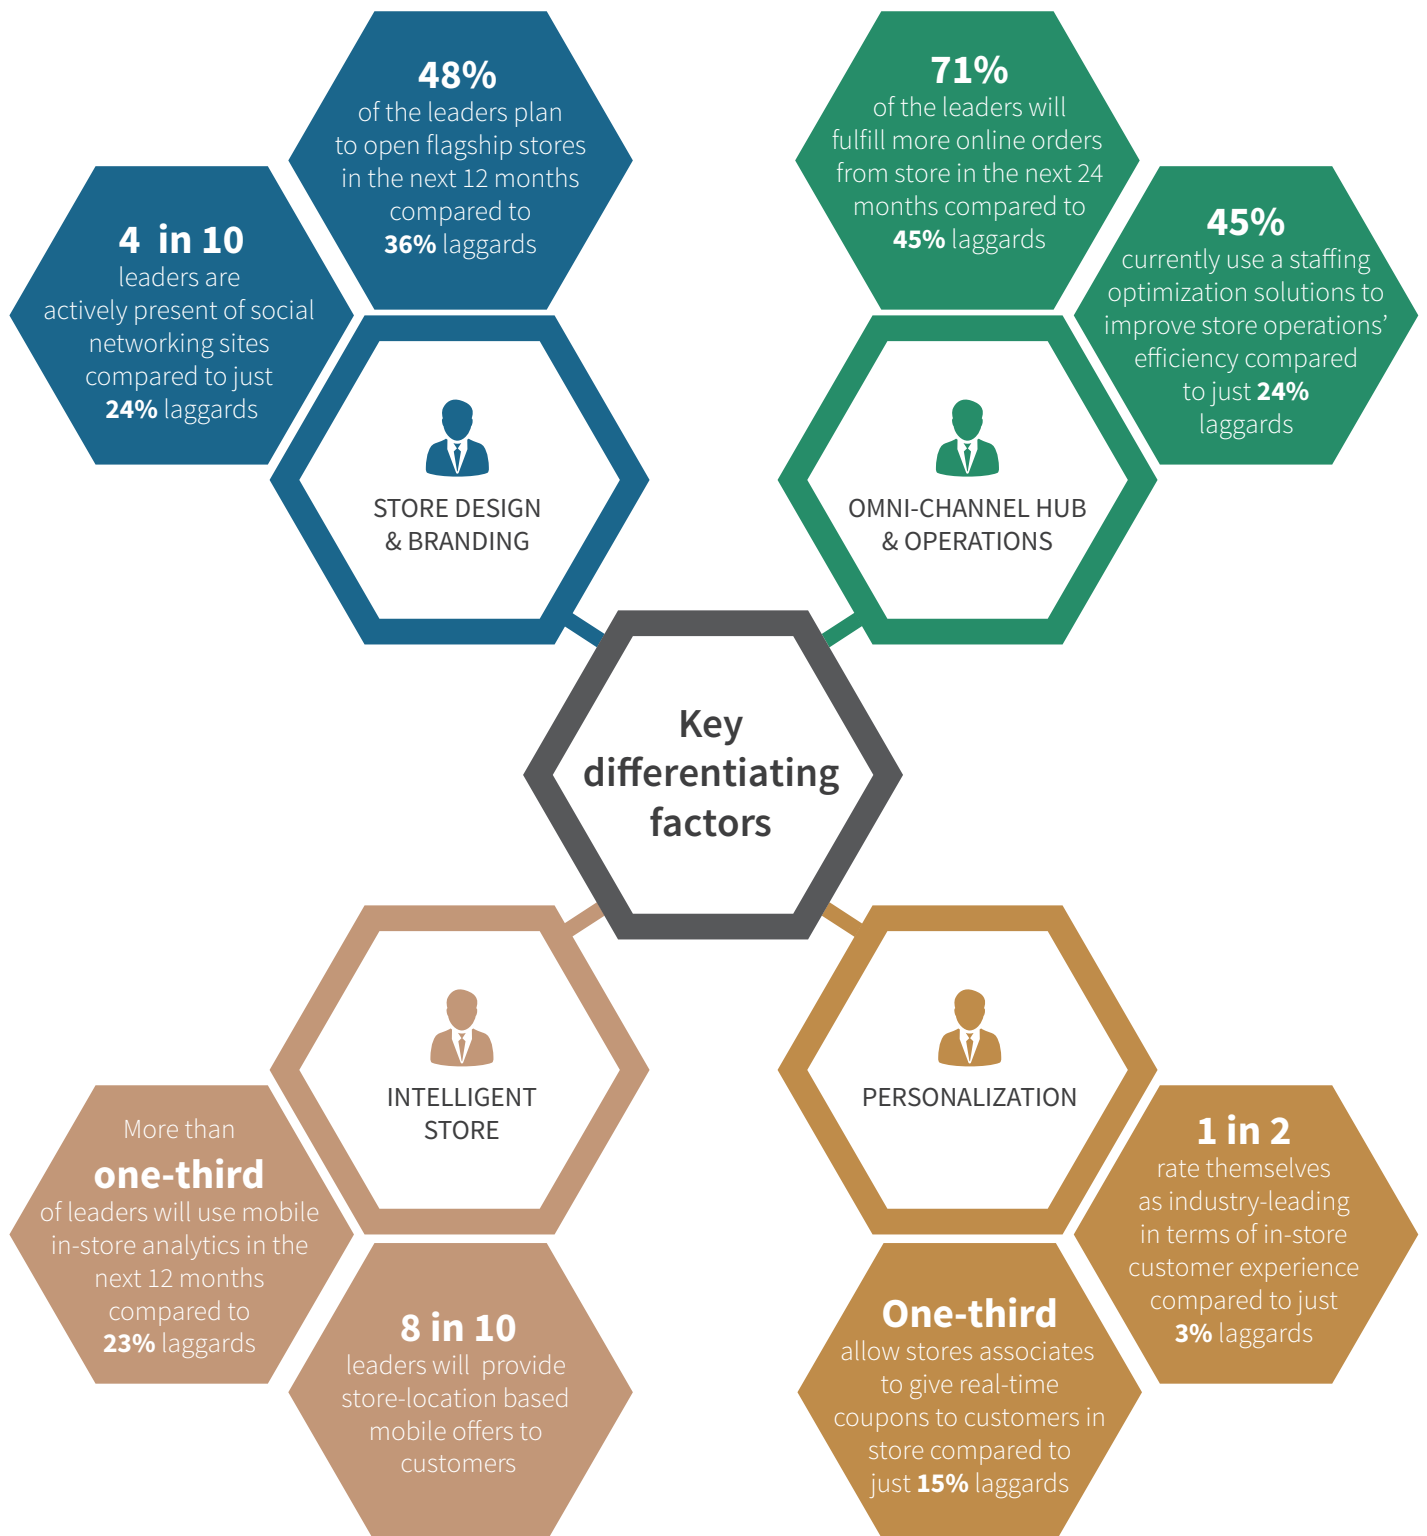 48%
of the leaders plan
to open flagship stores
in the next 12 months
compared to
36% laggards
4 in 10
leaders are
actively present of social
networking sites
compared to just
24% laggards
STORE DESIGN
& BRANDING
71%
of the leaders will
fulfill more online orders
from store in the next 24
months compared to
45% laggards
45%
currently use a staffing
optimization solutions to
improve store operations’
efficiency compared
to just 24%
laggards
OMNI-CHANNEL HUB
& OPERATIONS
Key
differentiating
factors
INTELLIGENT
STORE
More than
one-third
of leaders will use mobile
in-store analytics in the
next 12 months
compared to
23% laggards
8 in 10
leaders will provide
store-location based
mobile offers to
customers
PERSONALIZATION
1 in 2
rate themselves
as industry-leading
in terms of in-store
customer experience
compared to just
3% laggards
One-third
allow stores associates
to give real-time
coupons to customers in
store compared to
just 15% laggards